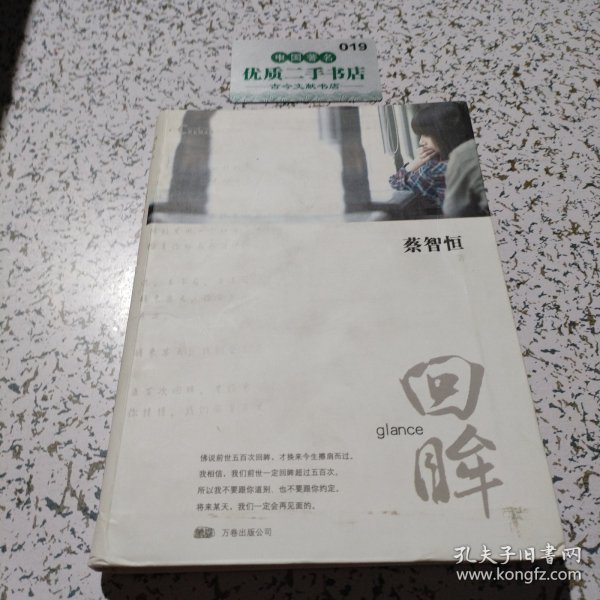 中国著名
019
优质二手书店
古今天然书店
蔡智恒
著
回眸
glance
佛说前世五百次回眸,才换来今生擦肩而过。
我相信,我们前世一定回眸超过五百次。
所以我不要跟你道别,也不要跟你约定。
将来某天,我们一定会再见面的。
万卷出版公司
孔夫子旧书网
www.kongfz.com